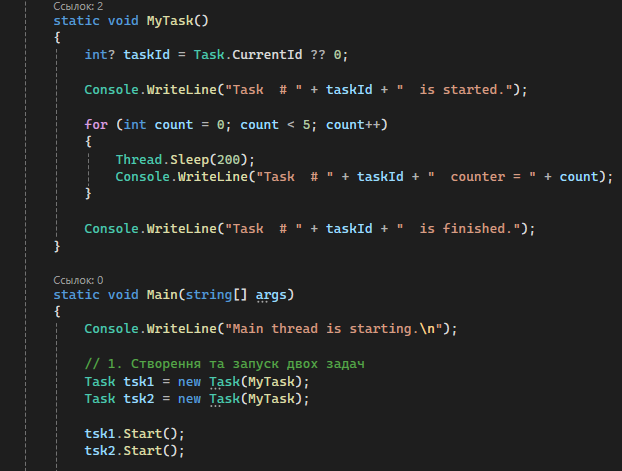 Ссылок: 2
static void MyTask()
{
    int? taskId = Task.CurrentId ?? 0;
    Console.WriteLine("Task  # " + taskId + "  is started.");
    for (int count = 0; count < 5; count++)
    {
        Thread.Sleep(200);
        Console.WriteLine("Task  # " + taskId + "  counter = " + count);
    }
    Console.WriteLine("Task  # " + taskId + "  is finished.");
}
Ссылок: 0
static void Main(string[] args)
{
    Console.WriteLine("Main thread is starting.\n");
    // 1. Створення та запуск двох задач
    Task tsk1 = new Task(MyTask);
    Task tsk2 = new Task(MyTask);
    tsk1.Start();
    tsk2.Start();